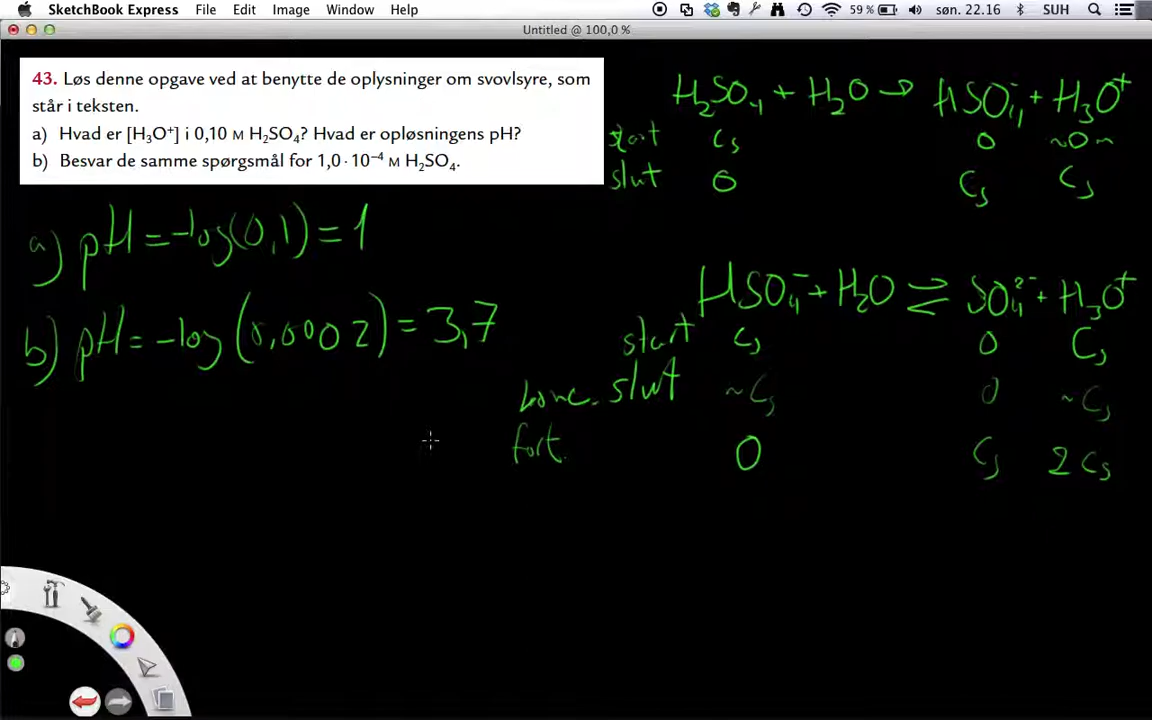 SketchBook Express File Edit Image Window Help 59 % søn. 22.16 SUH
Untitled @ 100,0 %
43. Løs denne opgave ved at benytte de oplysninger om svovlsyre, som
står i teksten.
a) Hvad er [H₃O⁺] i 0,10 M H₂SO₄? Hvad er opløsningens pH?
b) Besvar de samme spørgsmål for 1,0 · 10⁻⁴ M H₂SO₄.
H₂SO₄ + H₂O → HSO₄⁻ + H₃O⁺
start Cs 0 ~0~
slut 0 Cs Cs
a) pH = -log(0,1) = 1
HSO₄⁻ + H₂O ⇌ SO₄²⁻ + H₃O⁺
b) pH = -log(0,0002) = 3,7
start Cs 0 Cs
konc. slut ~Cs 0 ~Cs
fort. 0 Cs 2Cs